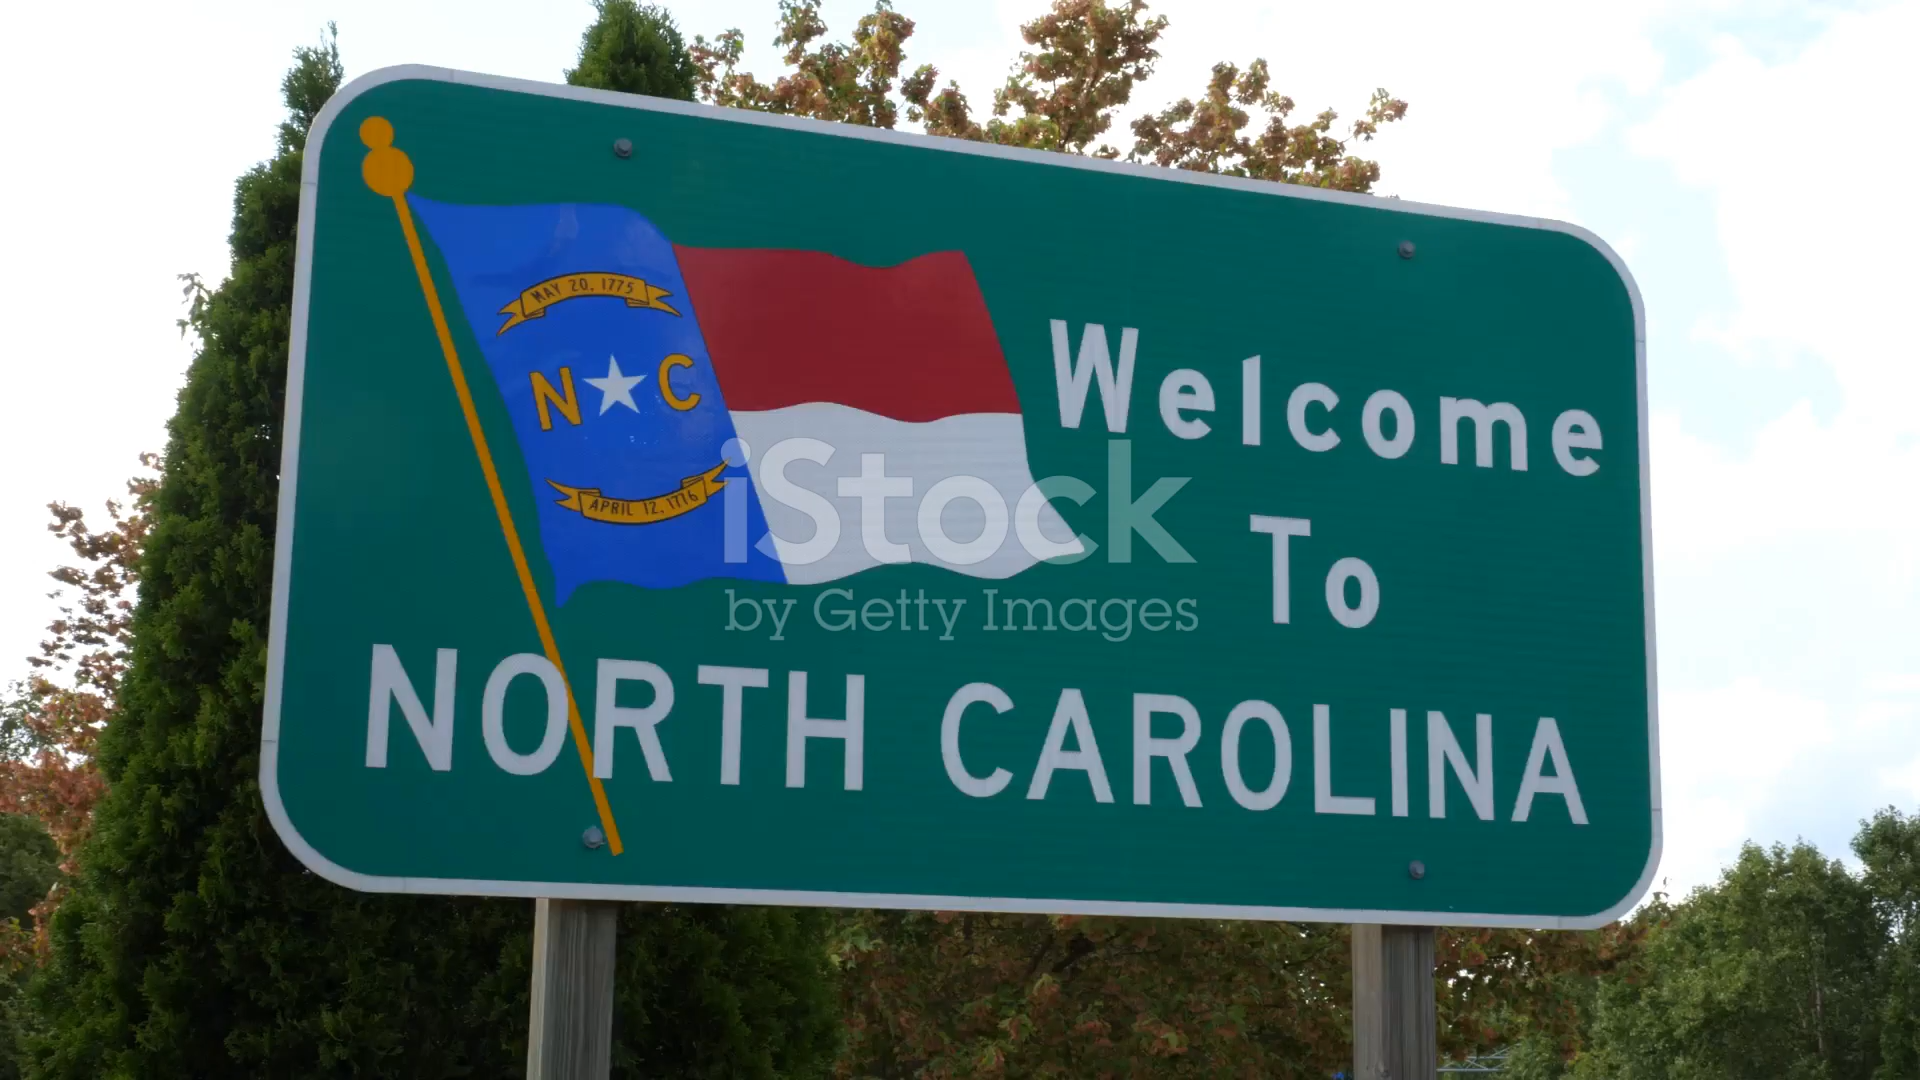 MAY 20, 1775
N C
APRIL 12, 1776
Welcome
To
NORTH CAROLINA
iStock
by Getty Images